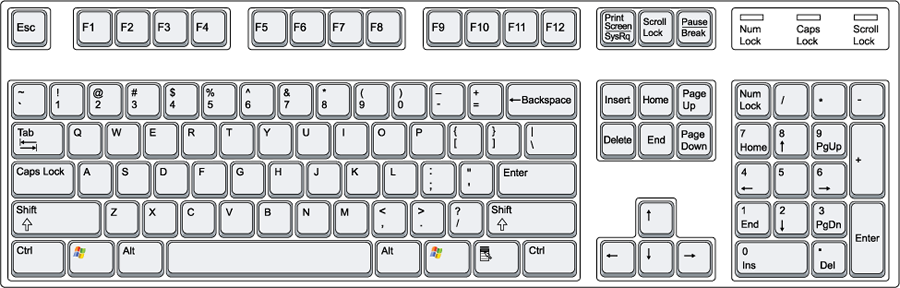 Esc F1 F2 F3 F4 F5 F6 F7 F8 F9 F10 F11 F12 Print Screen SysRq Scroll Lock Pause Break Num Lock Caps Lock Scroll Lock
~ ` ! 1 @ 2 # 3 $ 4 % 5 ^ 6 & 7 * 8 ( 9 ) 0 _ - + = ←Backspace Insert Home Page Up Num Lock / * -
Tab Q W E R T Y U I O P { [ } ] | \ Delete End Page Down 7 Home 8 ↑ 9 PgUp +
Caps Lock A S D F G H J K L : ; " ' Enter 4 ← 5 6 →
Shift ⇧ Z X C V B N M < , > . ? / Shift ⇧ ↑ 1 End 2 ↓ 3 PgDn Enter
Ctrl Alt Alt Ctrl ← ↓ → 0 Ins . Del